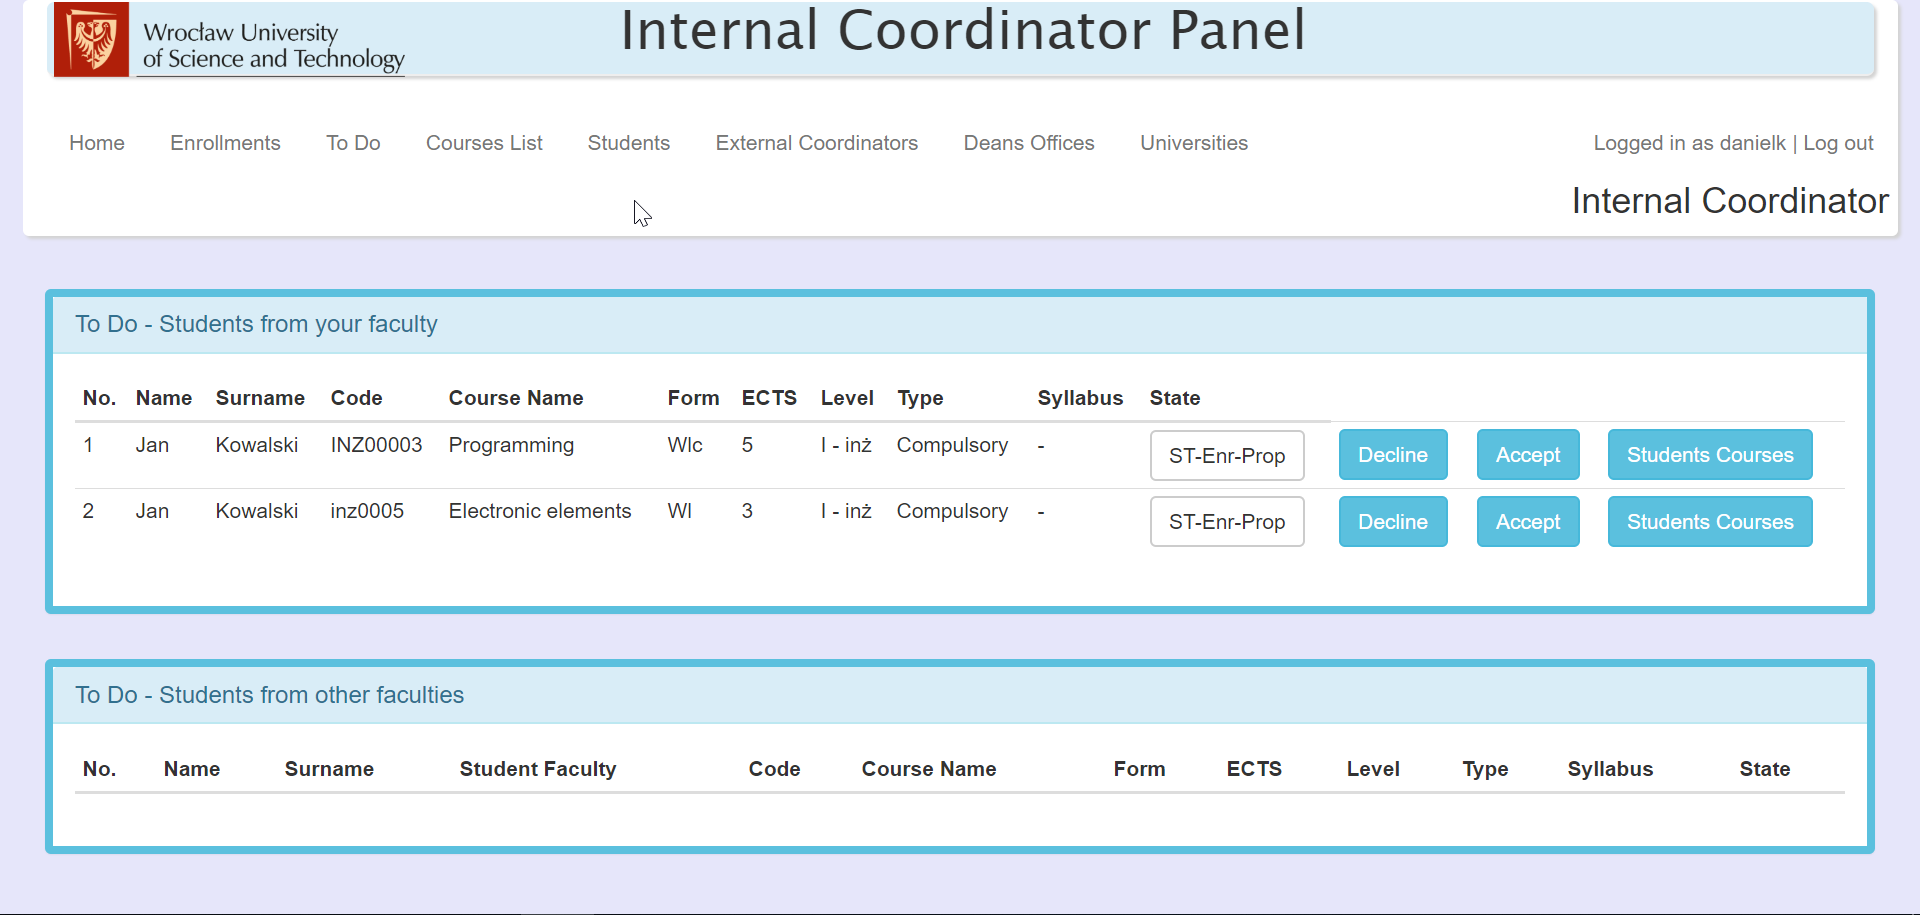 Wrocław University
of Science and Technology
Internal Coordinator Panel
Home Enrollments To Do Courses List Students External Coordinators Deans Offices Universities Logged in as danielk | Log out
Internal Coordinator
To Do - Students from your faculty
No. Name Surname Code Course Name Form ECTS Level Type Syllabus State
1 Jan Kowalski INZ00003 Programming Wlc 5 I - inż Compulsory - ST-Enr-Prop Decline Accept Students Courses
2 Jan Kowalski inz0005 Electronic elements Wl 3 I - inż Compulsory - ST-Enr-Prop Decline Accept Students Courses
To Do - Students from other faculties
No. Name Surname Student Faculty Code Course Name Form ECTS Level Type Syllabus State